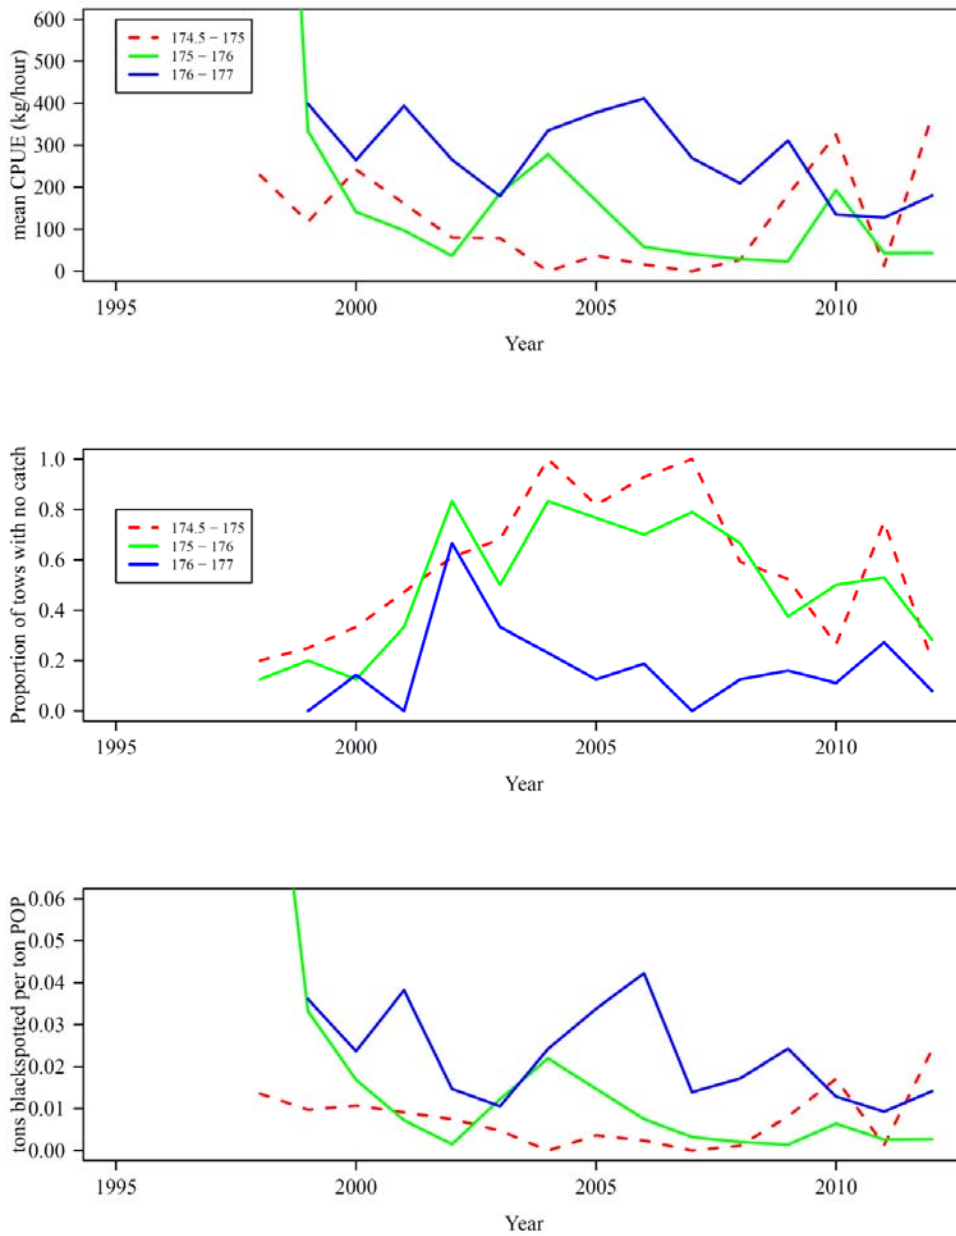 mean CPUE (kg/hour)
600
500
400
300
200
100
0
174.5 − 175
175 − 176
176 − 177
1995 2000 2005 2010
Year
Proportion of tows with no catch
1.0
0.8
0.6
0.4
0.2
0.0
174.5 − 175
175 − 176
176 − 177
1995 2000 2005 2010
Year
tons blackspotted per ton POP
0.06
0.05
0.04
0.03
0.02
0.01
0.00
1995 2000 2005 2010
Year